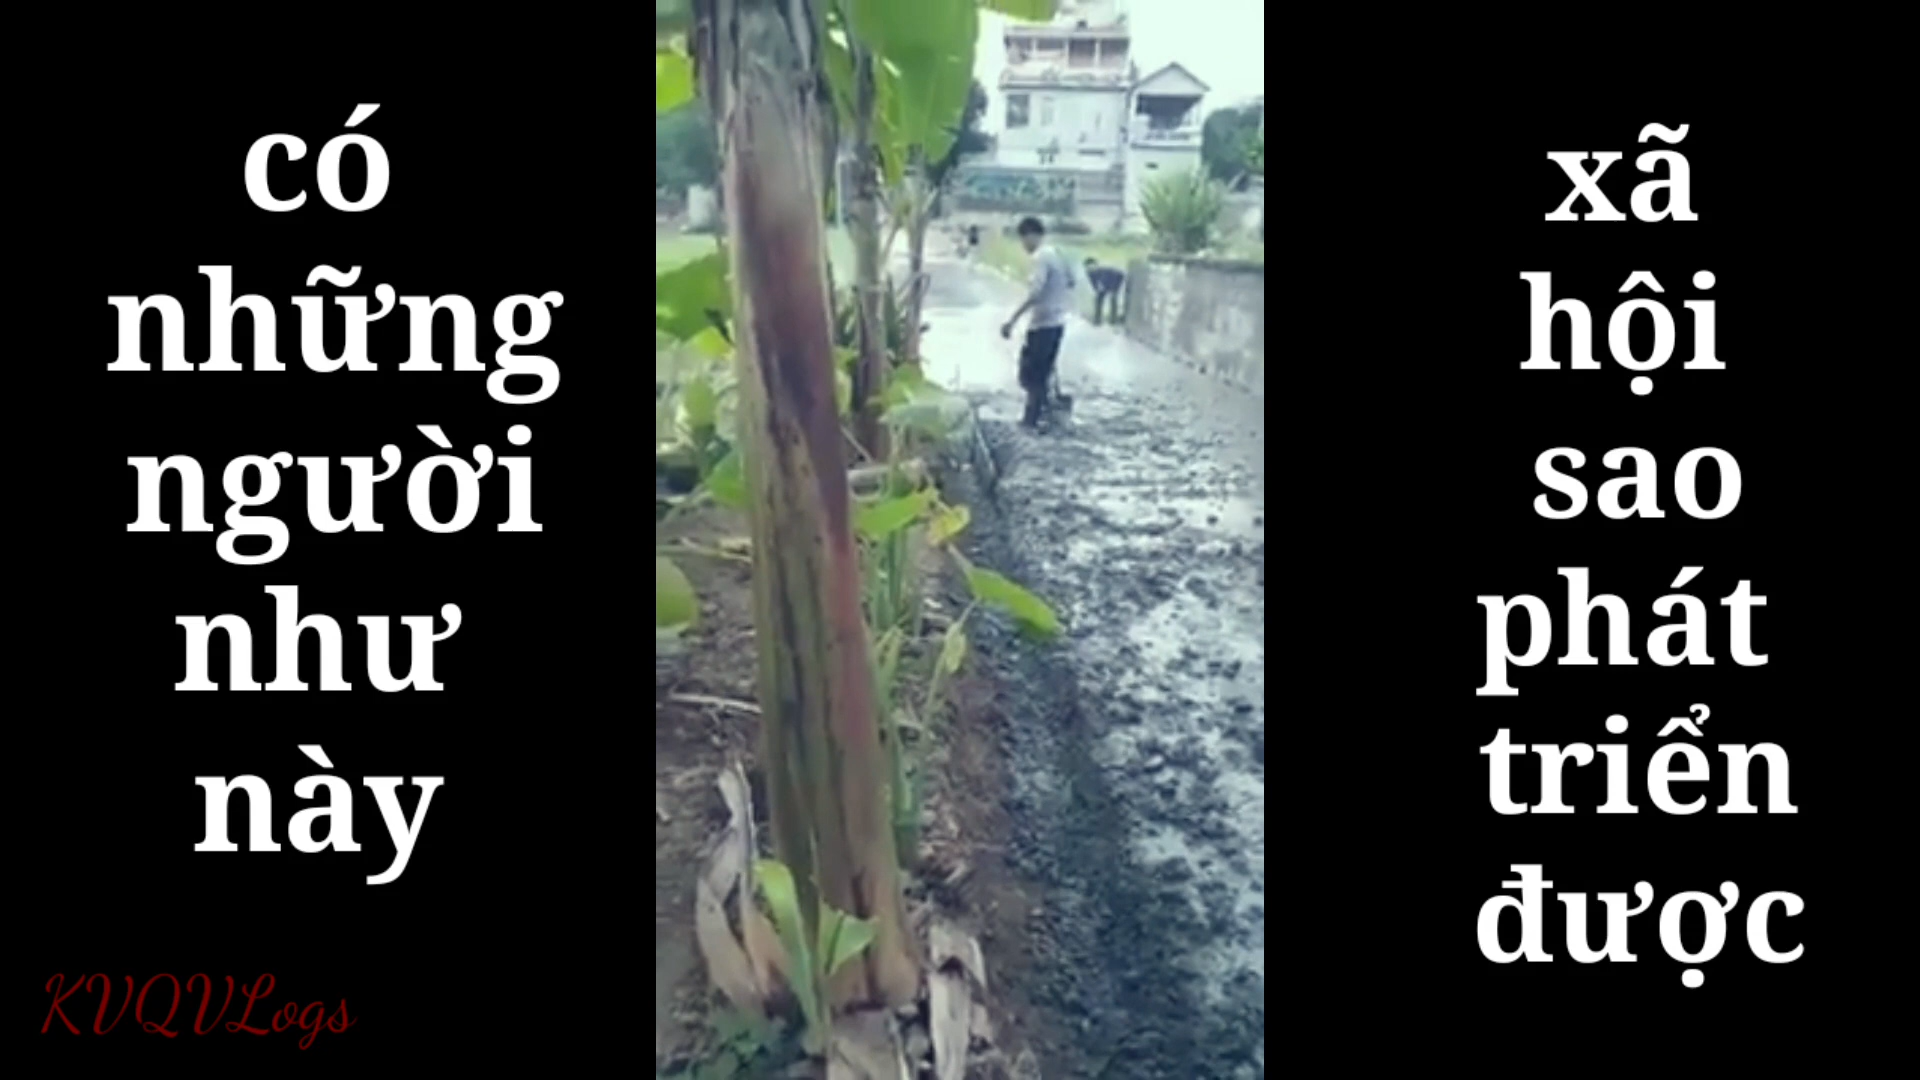 có
những
người
như
này
KVQVLogs
xã
hội
sao
phát
triển
được